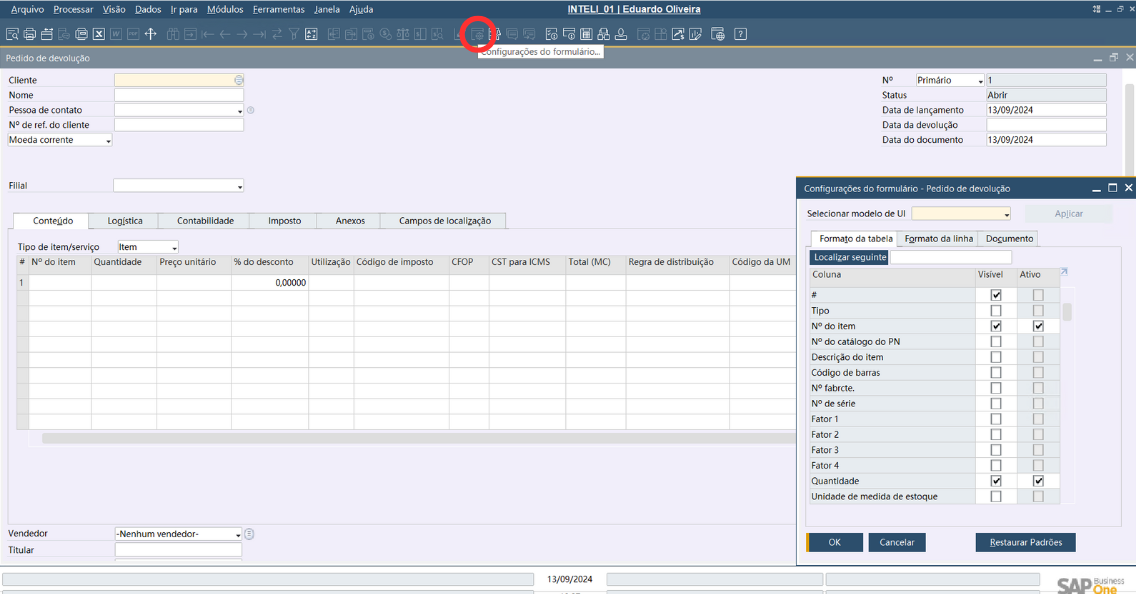 Arquivo Processar Visão Dados Ir para Módulos Ferramentas Janela Ajuda INTELI_01 | Eduardo Oliveira
Configurações do formulário...
Pedido de devolução
Cliente
Nome
Pessoa de contato
Nº de ref. do cliente
Moeda corrente
Filial
Nº Primário 1
Status Abrir
Data de lançamento 13/09/2024
Data da devolução
Data do documento 13/09/2024
Conteúdo Logística Contabilidade Imposto Anexos Campos de localização
Tipo de item/serviço Item
# Nº do item Quantidade Preço unitário % do desconto Utilização Código de imposto CFOP CST para ICMS Total (MC) Regra de distribuição Código da UM
1 0,00000
Vendedor -Nenhum vendedor-
Titular
Configurações do formulário - Pedido de devolução
Selecionar modelo de UI Aplicar
Formato da tabela Formato da linha Documento
Localizar seguinte
Coluna Visível Ativo
#
Tipo
Nº do item
Nº do catálogo do PN
Descrição do item
Código de barras
Nº fabrcte.
Nº de série
Fator 1
Fator 2
Fator 3
Fator 4
Quantidade
Unidade de medida de estoque
OK Cancelar Restaurar Padrões
13/09/2024
SAP Business
One